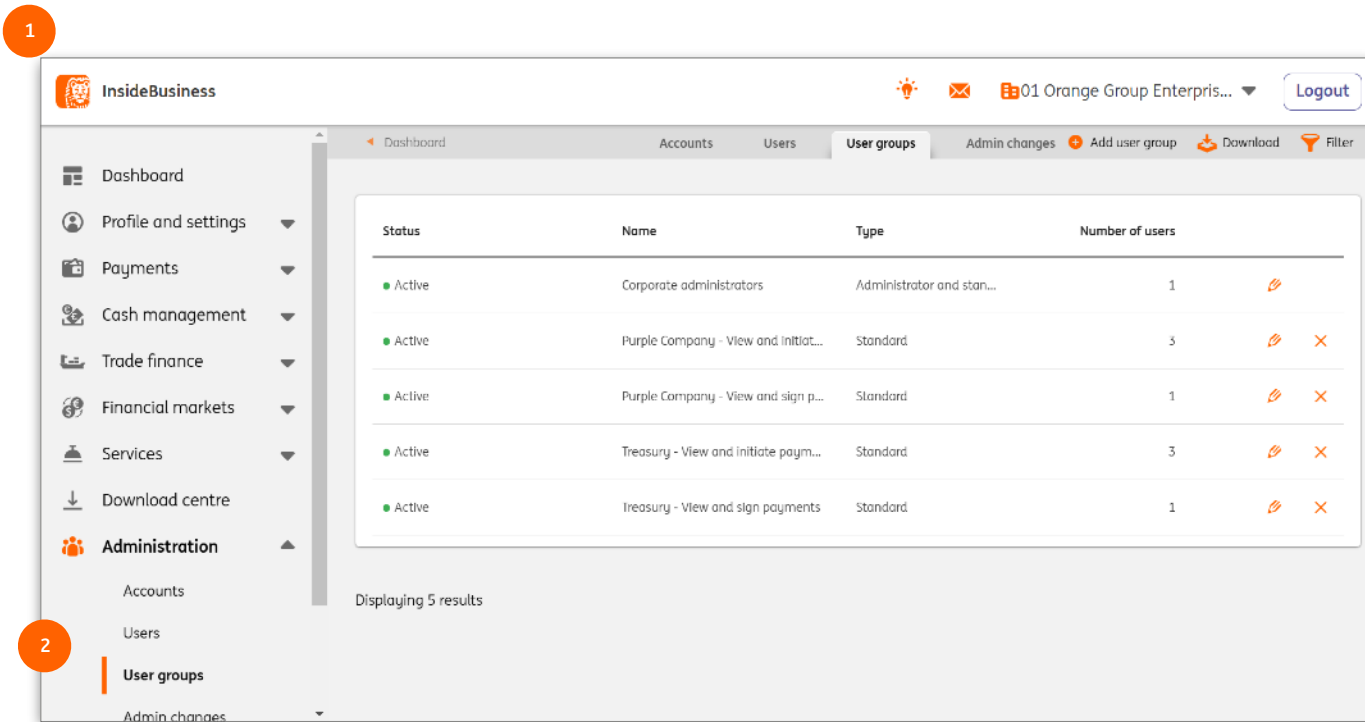 1
InsideBusiness
01 Orange Group Enterpris...
Logout
Dashboard
Accounts
Users
User groups
Admin changes
Add user group
Download
Filter
Dashboard
Profile and settings
Payments
Cash management
Trade finance
Financial markets
Services
Download centre
Administration
Accounts
Users
2
User groups
Admin changes
Status Name Type Number of users
Active Corporate administrators Administrator and stan... 1
Active Purple Company - View and initiat... Standard 3
Active Purple Company - View and sign p... Standard 1
Active Treasury - View and initiate paym... Standard 3
Active Treasury - View and sign payments Standard 1
Displaying 5 results